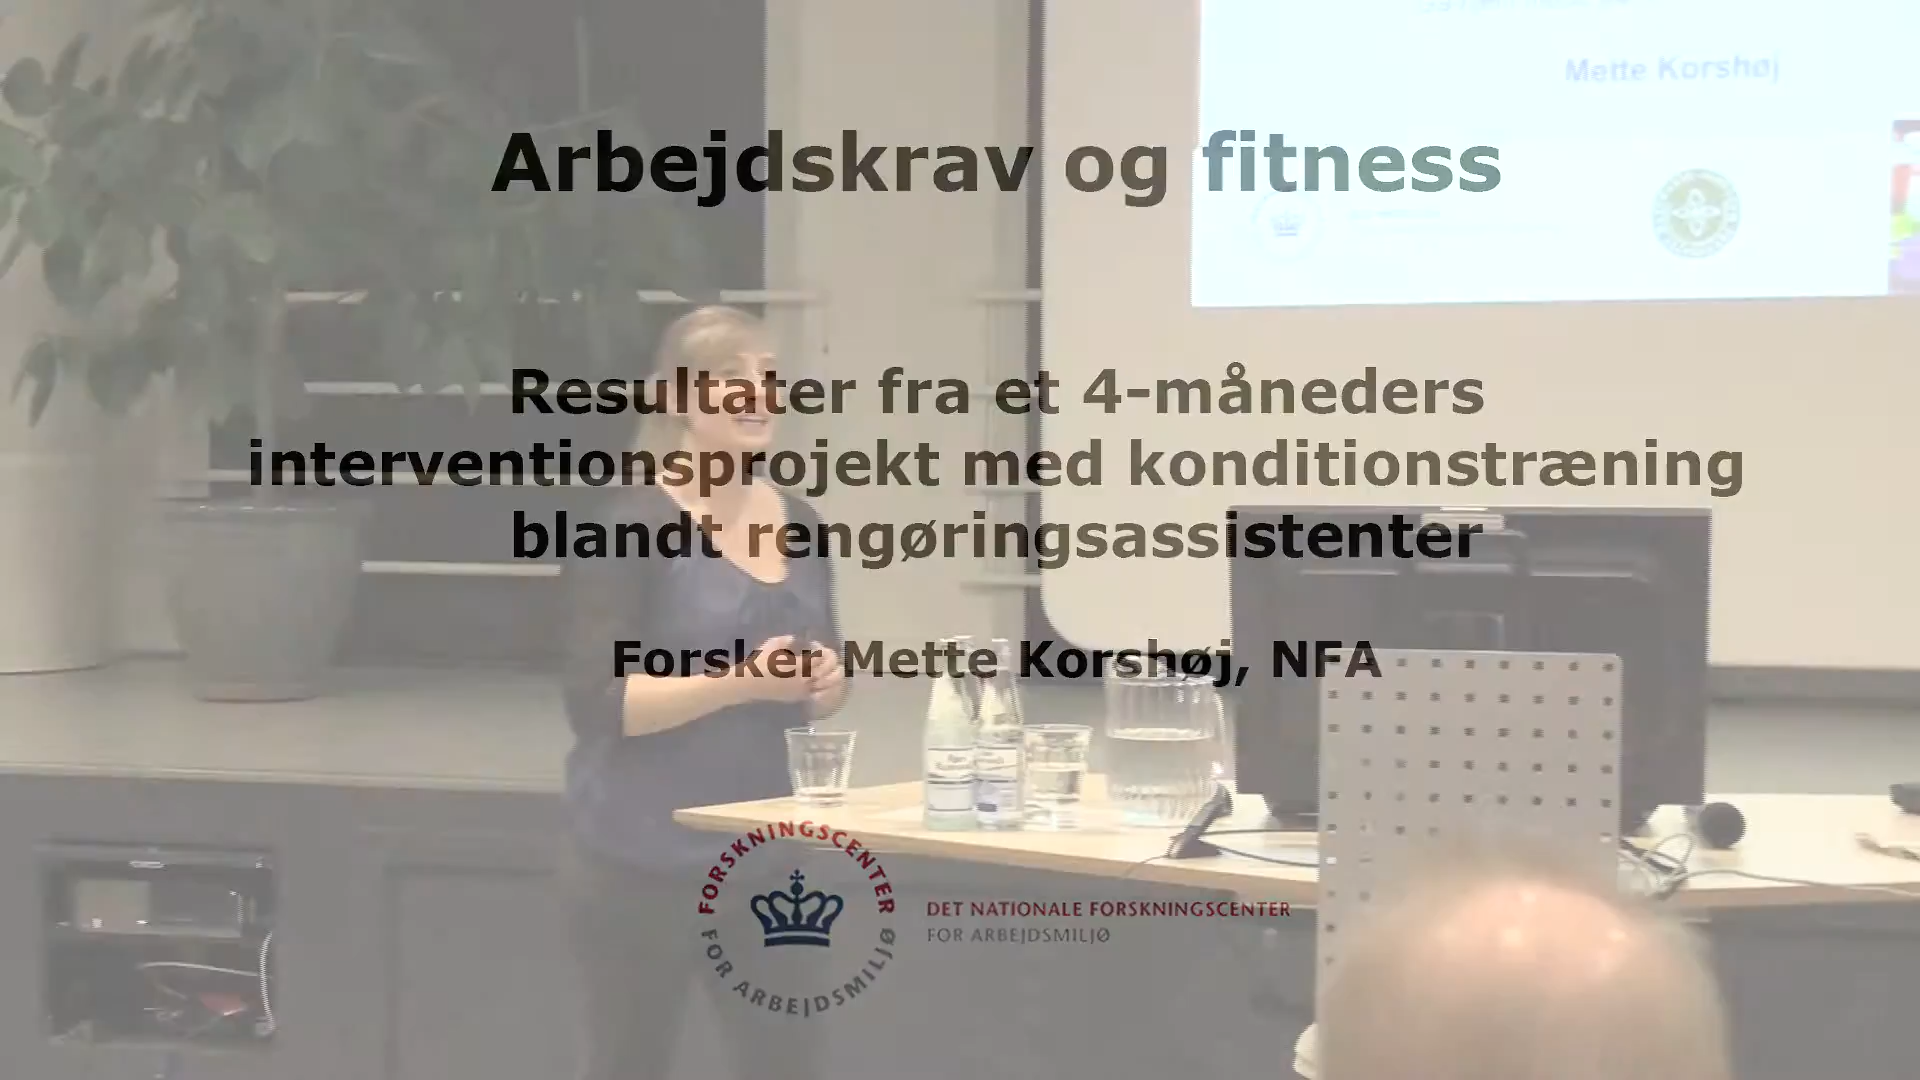 Mette Korshøj
Arbejdskrav og fitness
Resultater fra et 4-måneders
interventionsprojekt med konditionstræning
blandt rengøringsassistenter
Forsker Mette Korshøj, NFA
FORSKNINGSCENTER
FOR ARBEJDSMILJØ
DET NATIONALE FORSKNINGSCENTER
FOR ARBEJDSMILJØ